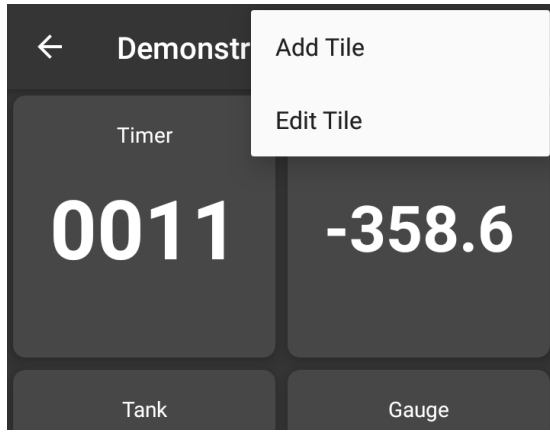 Demonstr
Add Tile
Edit Tile
Timer
0011
-358.6
Tank
Gauge